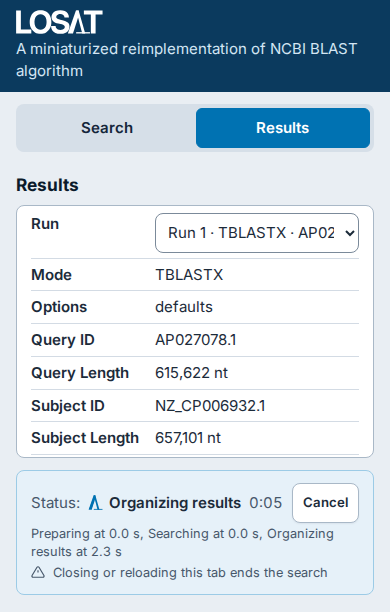 LOSAT
A miniaturized reimplementation of NCBI BLAST
algorithm
Search
Results
Results
Run
Run 1 · TBLASTX · AP02
Mode
TBLASTX
Options
defaults
Query ID
AP027078.1
Query Length
615,622 nt
Subject ID
NZ_CP006932.1
Subject Length
657,101 nt
Status: Organizing results 0:05
Cancel
Preparing at 0.0 s, Searching at 0.0 s, Organizing
results at 2.3 s
Closing or reloading this tab ends the search